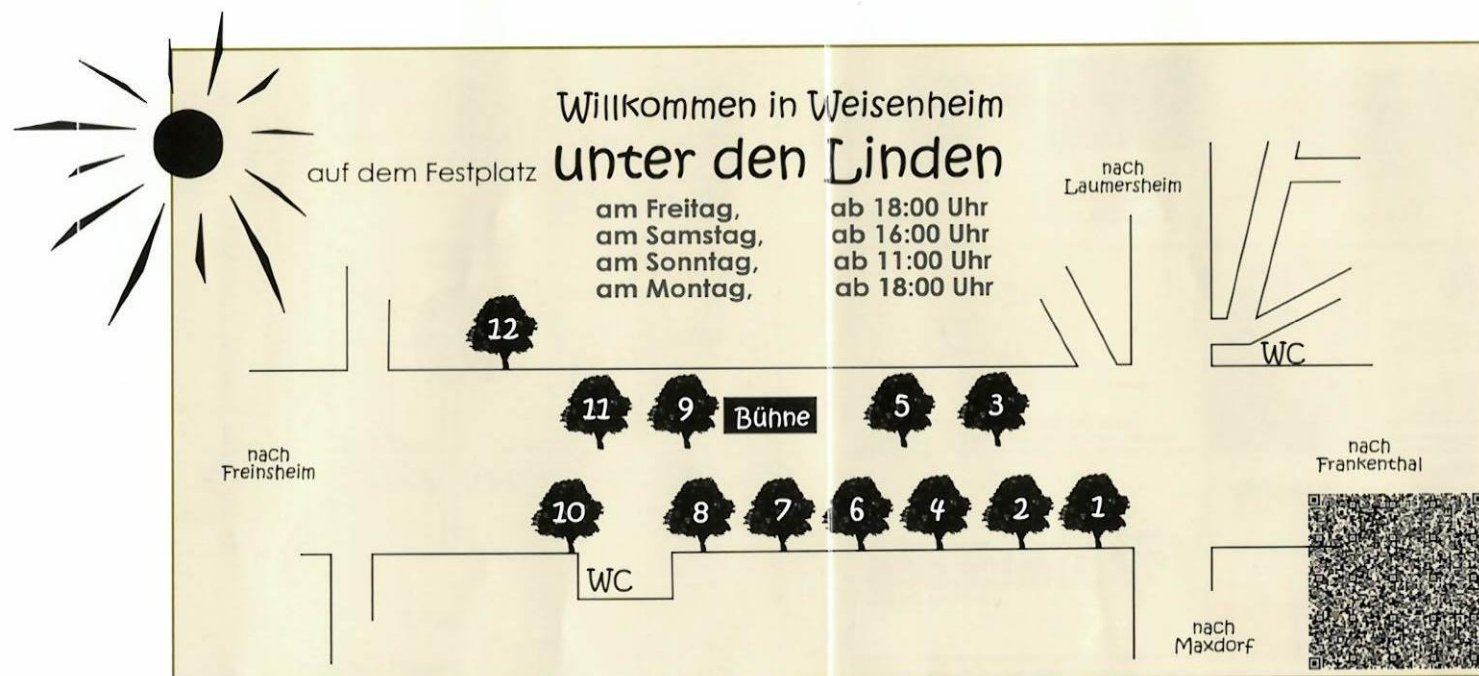 Willkommen in Weisenheim
auf dem Festplatz unter den Linden
am Freitag, ab 18:00 Uhr
am Samstag, ab 16:00 Uhr
am Sonntag, ab 11:00 Uhr
am Montag, ab 18:00 Uhr
nach
Laumersheim
12
WC
11 9 Bühne 5 3
nach
Freinsheim
nach
Frankenthal
10 8 7 6 4 2 1
WC
nach
Maxdorf